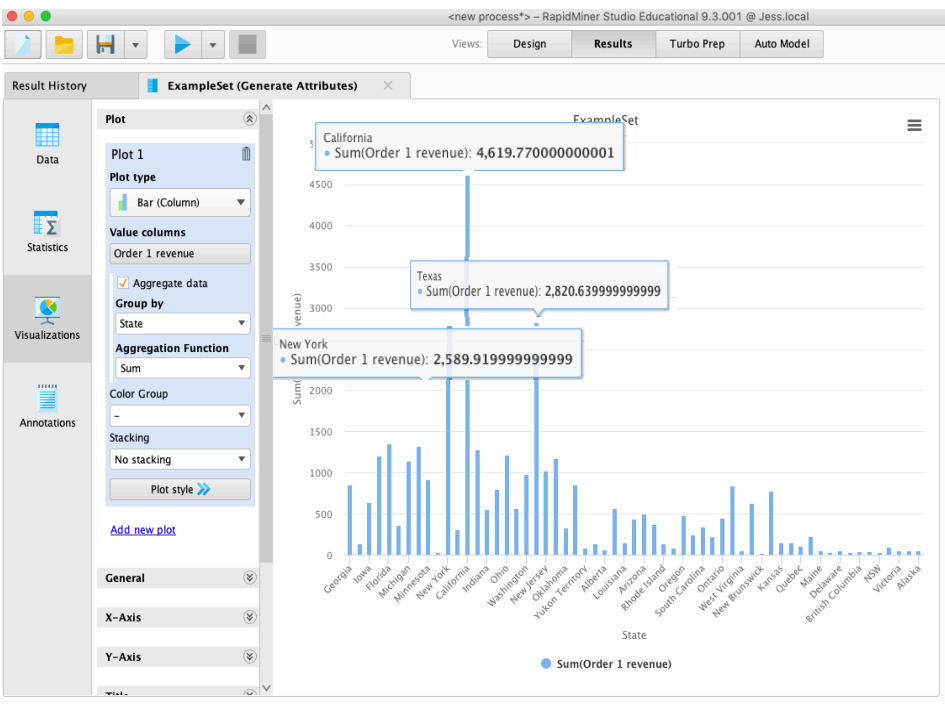 <new process*> – RapidMiner Studio Educational 9.3.001 @ Jess.local
Views:
Design
Results
Turbo Prep
Auto Model
Result History
ExampleSet (Generate Attributes)
Data
Statistics
Visualizations
Annotations
Plot
Plot 1
Plot type
Bar (Column)
Value columns
Order 1 revenue
Aggregate data
Group by
State
Aggregation Function
Sum
Color Group
–
Stacking
No stacking
Plot style
Add new plot
General
X-Axis
Y-Axis
ExampleSet
California
Sum(Order 1 revenue): 4,619.770000000001
Texas
Sum(Order 1 revenue): 2,820.639999999999
New York
Sum(Order 1 revenue): 2,589.919999999999
4500
4000
3500
3000
2000
1500
1000
500
0
Georgia
Iowa
Florida
Michigan
Minnesota
New York
California
Indiana
Ohio
Washington
New Jersey
Oklahoma
Yukon Territory
Alberta
Louisiana
Arizona
Rhode Island
Oregon
South Carolina
Ontario
West Virginia
New Brunswick
Kansas
Quebec
Maine
Delaware
British Columbia
NSW
Victoria
Alaska
State
Sum(Order 1 revenue)